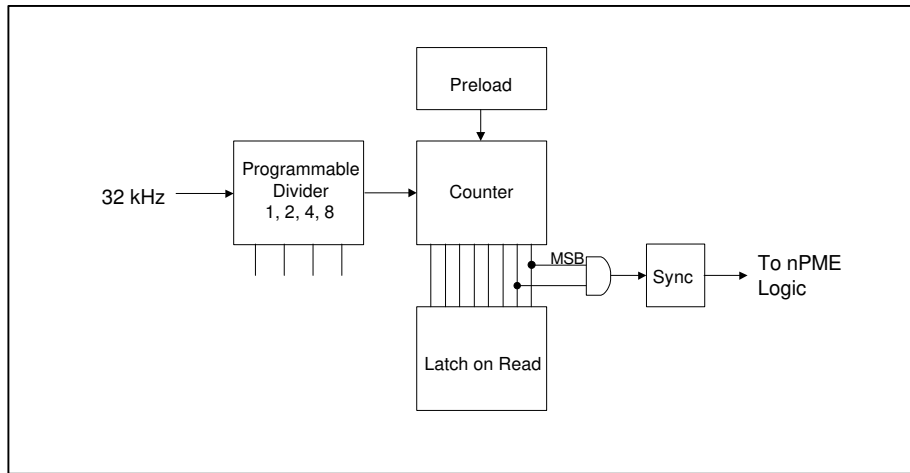 Preload
32 kHz
Programmable
Divider
1, 2, 4, 8
Counter
MSB
Sync
To nPME
Logic
Latch on Read